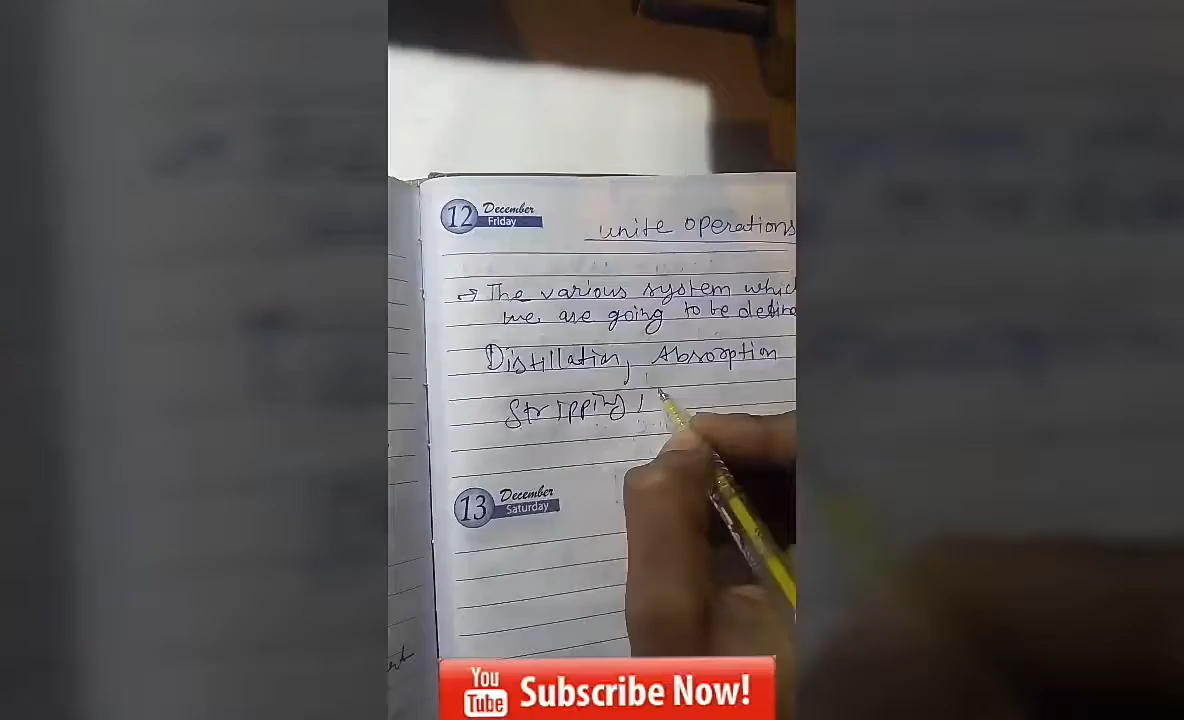 12 December
Friday
unite operations
→ The various system which
we are going to be
Distillation, Absorption
Stripping,
13 December
Saturday
You
Tube
Subscribe Now!